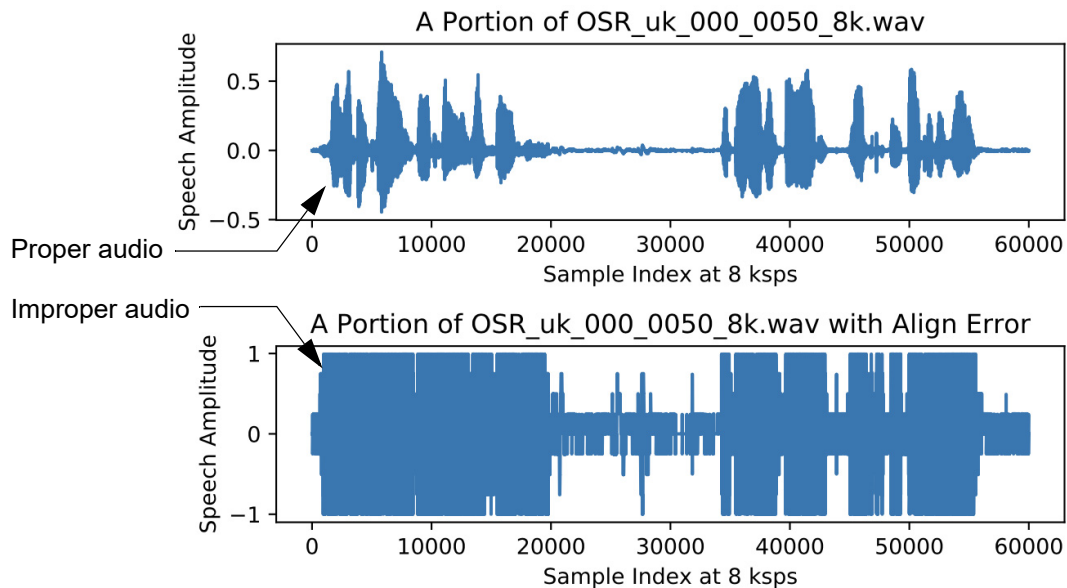 A Portion of OSR_uk_000_0050_8k.wav
Speech Amplitude
0.5
0.0
−0.5
0 10000 20000 30000 40000 50000 60000
Sample Index at 8 ksps
Proper audio
Improper audio
A Portion of OSR_uk_000_0050_8k.wav with Align Error
Speech Amplitude
1
0
−1
0 10000 20000 30000 40000 50000 60000
Sample Index at 8 ksps